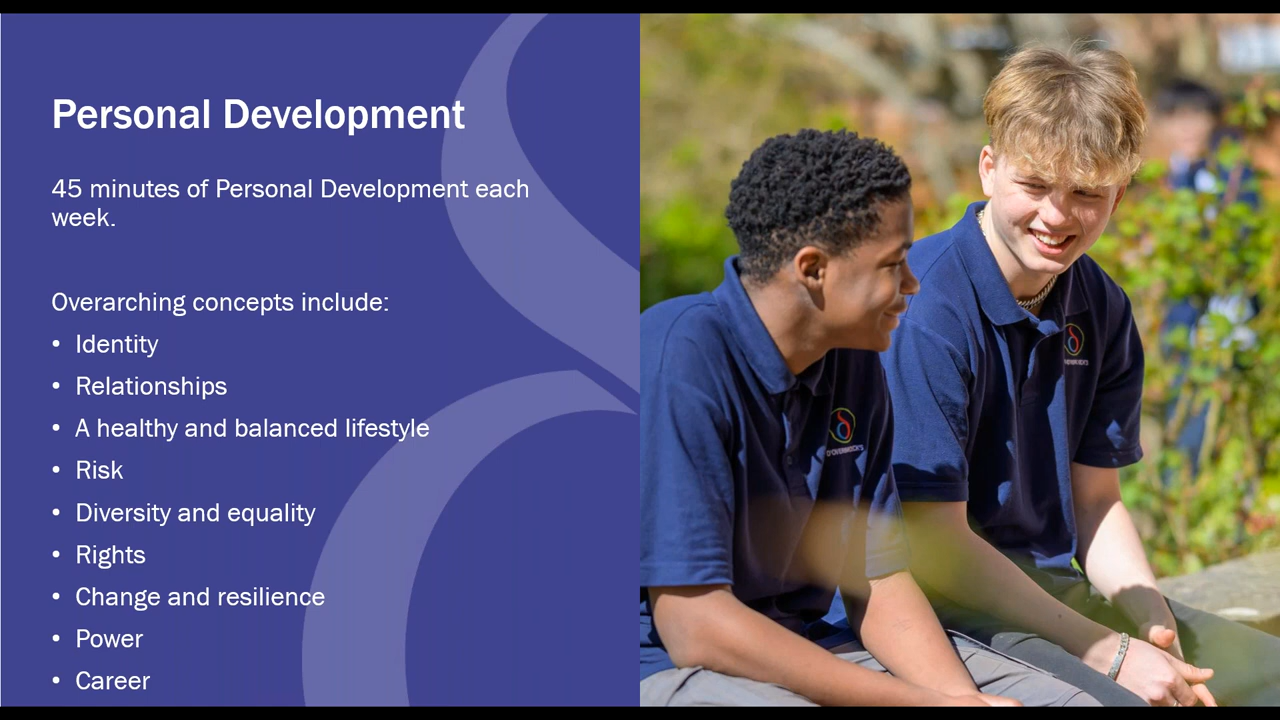 Personal Development
45 minutes of Personal Development each
week.
Overarching concepts include:
• Identity
• Relationships
• A healthy and balanced lifestyle
• Risk
• Diversity and equality
• Rights
• Change and resilience
• Power
• Career